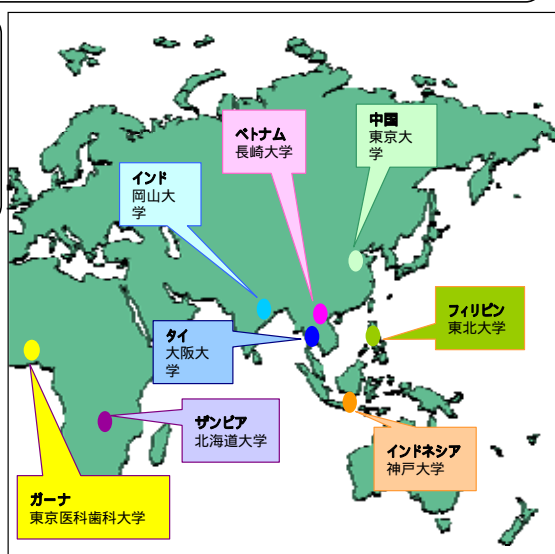 中国
東京大
学
ベトナム
長崎大学
インド
岡山大
学
フィリピン
東北大学
タイ
大阪大
学
ザンビア
北海道大学
インドネシア
神戸大学
ガーナ
東京医科歯科大学